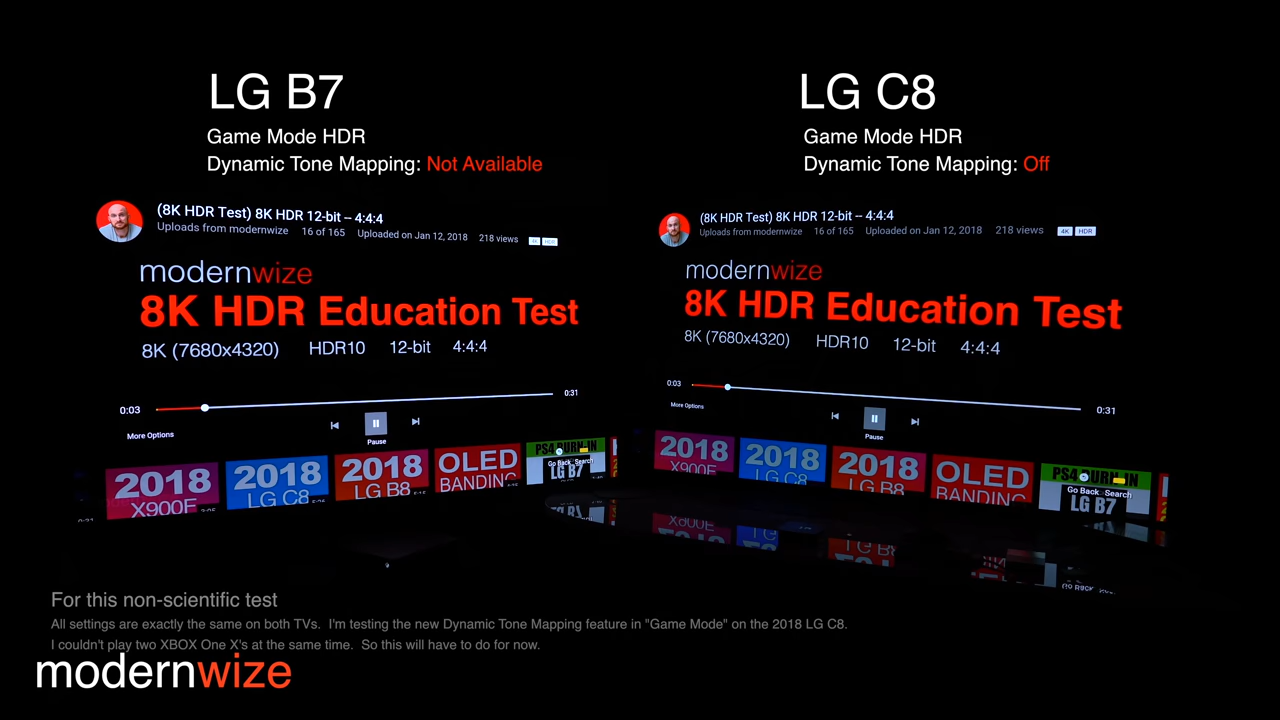 LG B7
Game Mode HDR
Dynamic Tone Mapping: Not Available
(8K HDR Test) 8K HDR 12-bit -- 4:4:4
Uploads from modernwize 16 of 165 Uploaded on Jan 12, 2018 218 views 4K HDR
modernwize
8K HDR Education Test
8K (7680x4320) HDR10 12-bit 4:4:4
0:03 0:31
Pause
More Options
2018 2018 2018 OLED PS4 BURN-IN
Go Back Search
X900F LG C8 LG B8 BANDING LG B7
0:31
LG C8
Game Mode HDR
Dynamic Tone Mapping: Off
(8K HDR Test) 8K HDR 12-bit -- 4:4:4
Uploads from modernwize 16 of 165 Uploaded on Jan 12, 2018 218 views 4K HDR
modernwize
8K HDR Education Test
8K (7680x4320) HDR10 12-bit 4:4:4
0:03 0:31
More Options
Pause
2018 2018 2018 OLED PS4 BURN-IN
Go Back Search
X900F LG C8 LG B8 BANDING LG B7
For this non-scientific test
All settings are exactly the same on both TVs. I'm testing the new Dynamic Tone Mapping feature in "Game Mode" on the 2018 LG C8.
I couldn't play two XBOX One X's at the same time. So this will have to do for now.
modernwize